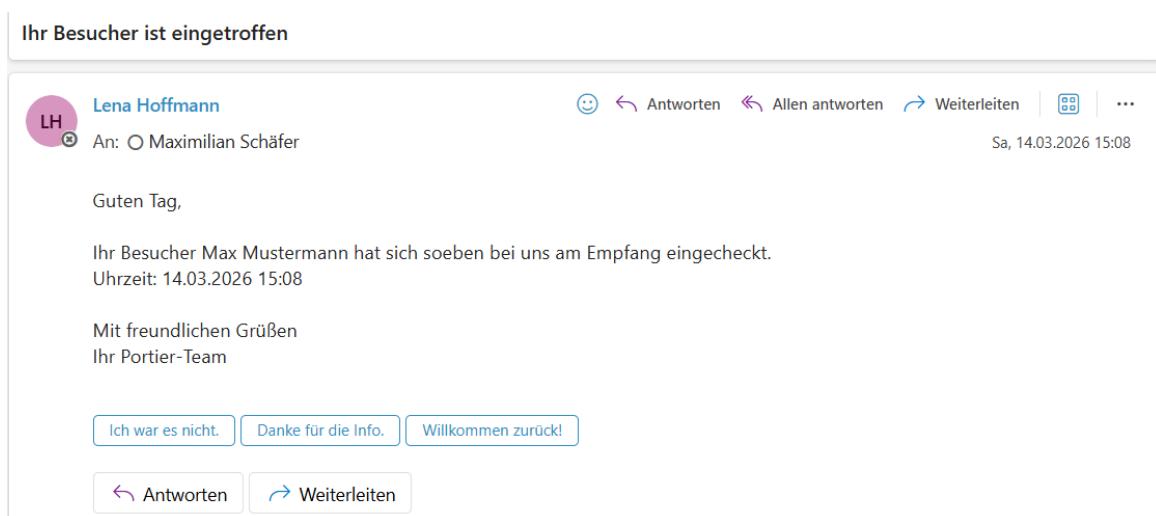 Ihr Besucher ist eingetroffen
LH
Lena Hoffmann
Antworten
Allen antworten
Weiterleiten
An: Maximilian Schäfer
Sa, 14.03.2026 15:08
Guten Tag,
Ihr Besucher Max Mustermann hat sich soeben bei uns am Empfang eingecheckt.
Uhrzeit: 14.03.2026 15:08
Mit freundlichen Grüßen
Ihr Portier-Team
Ich war es nicht.
Danke für die Info.
Willkommen zurück!
Antworten
Weiterleiten